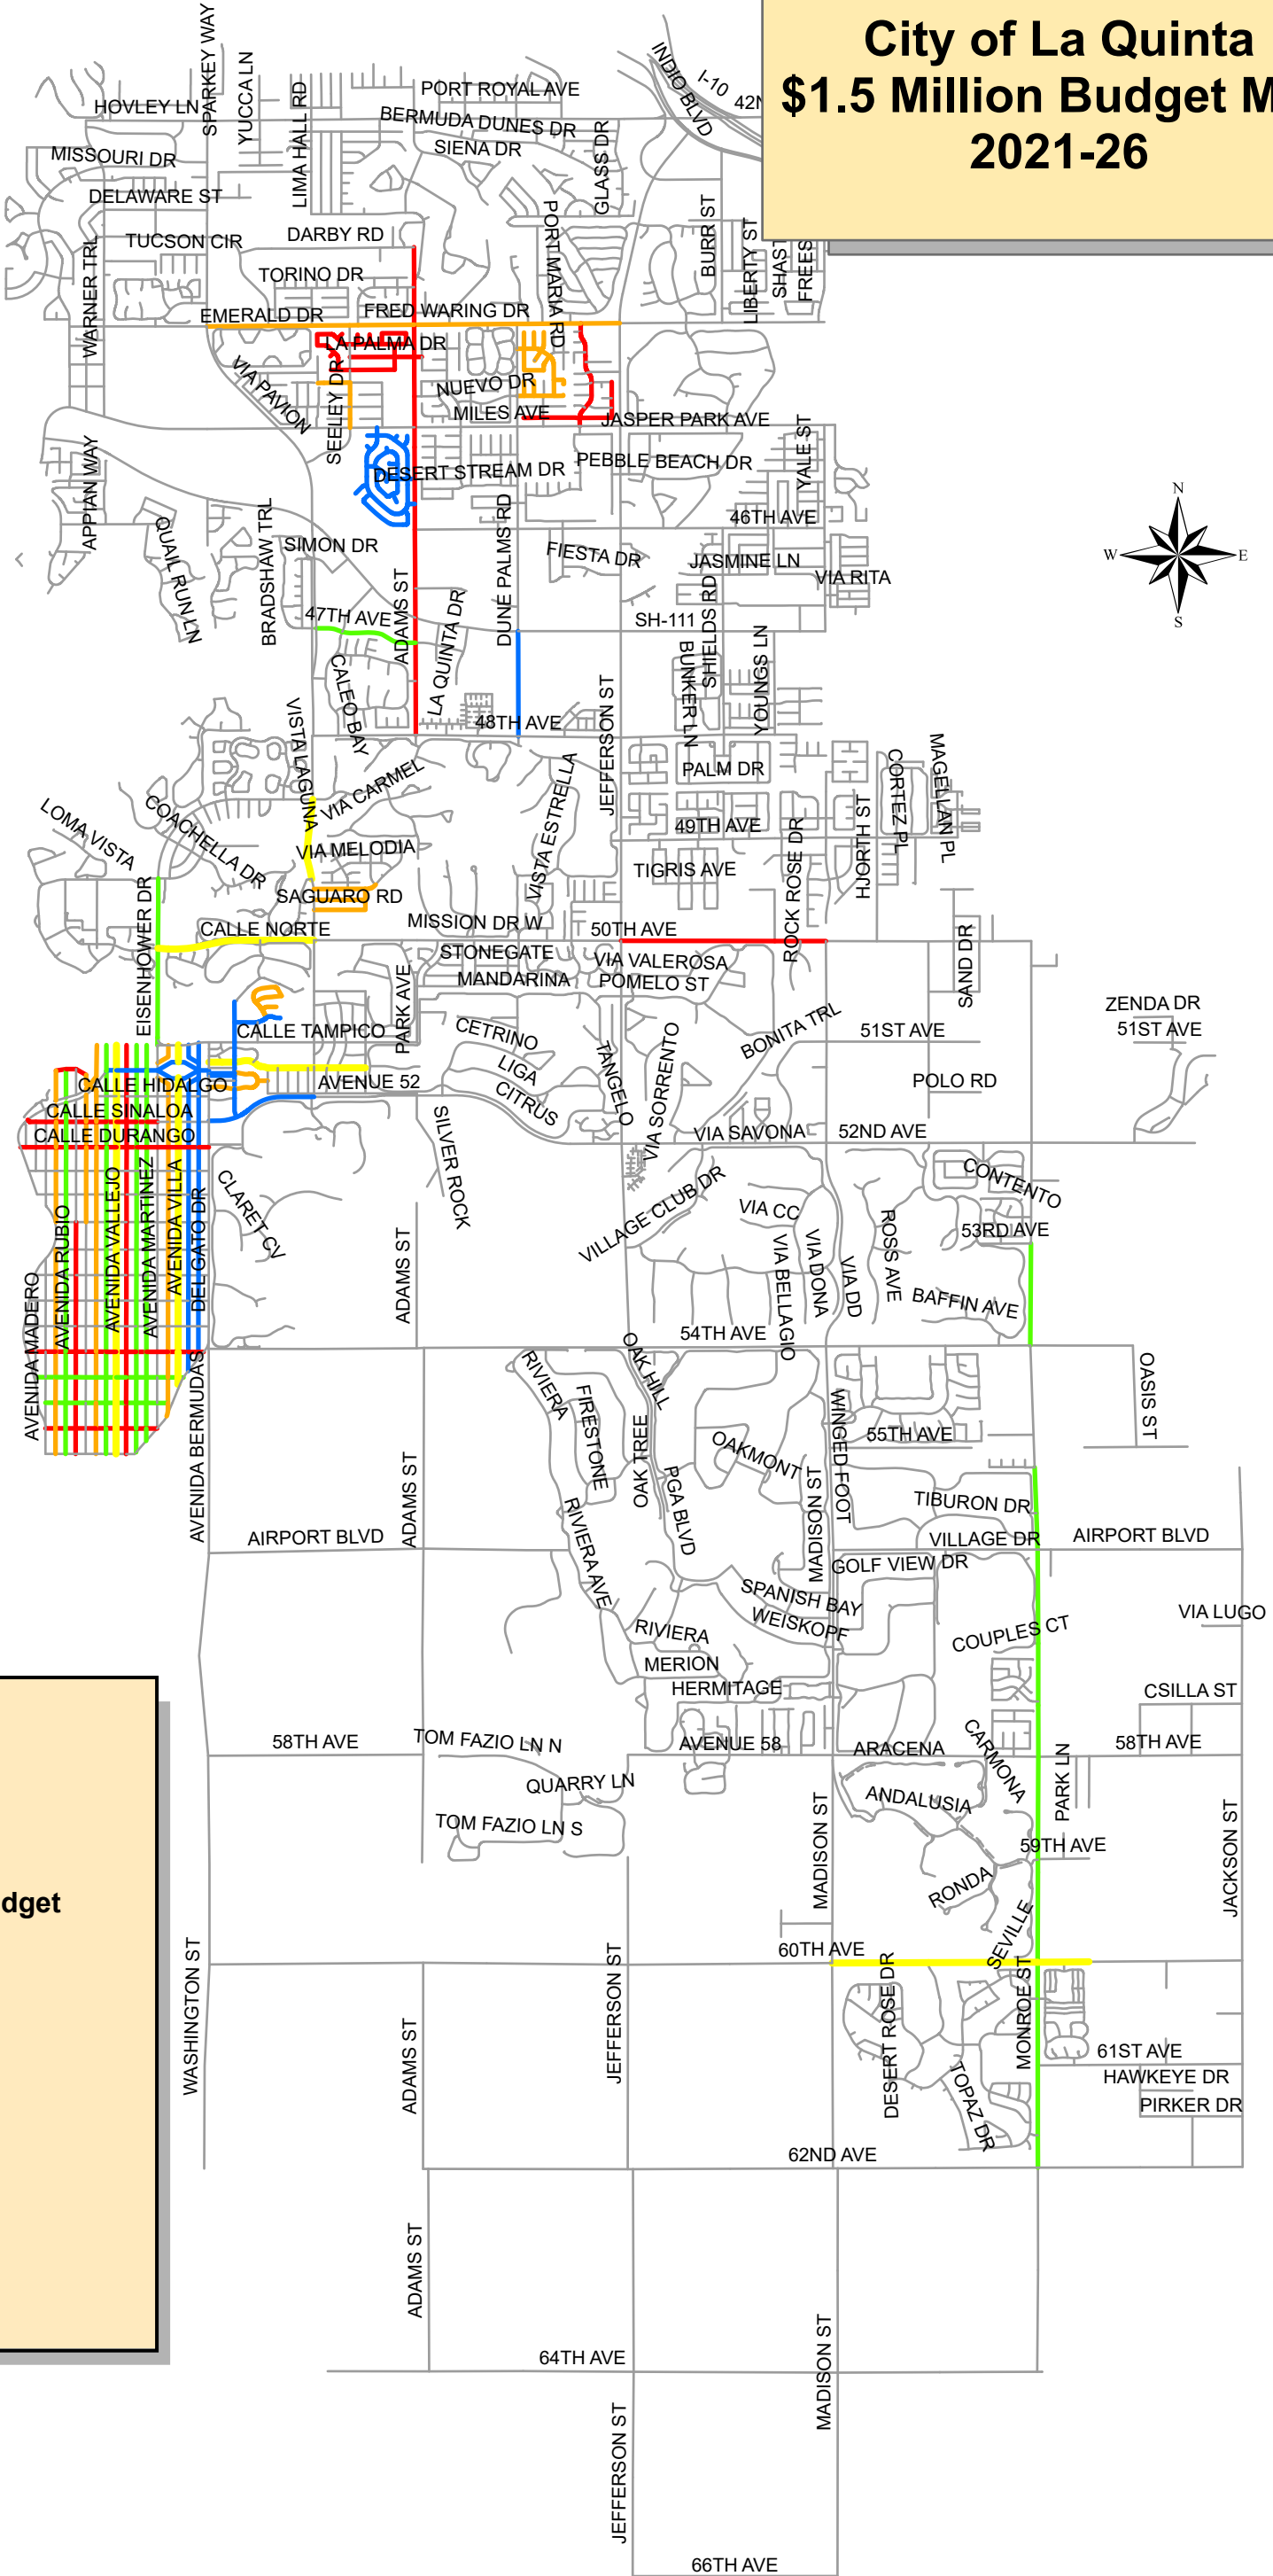 City of La Quinta
$1.5 Million Budget M
2021-26
SPARKEY WAY
YUCCA LN
LIMA HALL RD
HOVLEY LN
PORT ROYAL AVE
BERMUDA DUNES DR
INDIO BLVD
I-10
MISSOURI DR
SIENA DR
GLASS DR
DELAWARE ST
TUCSON CIR
DARBY RD
PORT MARIA RD
BURR ST
LIBERTY ST
SHAST
FREES
WARNER TRL
TORINO DR
EMERALD DR
FRED WARING DR
LA PALMA DR
VIA PAVION
SEELEY DR
NUEVO DR
MILES AVE
JASPER PARK AVE
APPIAN WAY
DESERT STREAM DR
PEBBLE BEACH DR
YALE ST
QUAIL RUN LN
BRADSHAW TRL
SIMON DR
DUNE PALMS RD
46TH AVE
FIESTA DR
JASMINE LN
VIA RITA
N
W
E
S
47TH AVE
ADAMS ST
LA QUINTA DR
SH-111
SHIELDS RD
BUNKER LN
YOUNGS LN
CALEO BAY
VISTA LAGUNA
48TH AVE
JEFFERSON ST
VIA CARMEL
PALM DR
CORTEZ PL
MAGELLAN PL
LOMA VISTA
COACHELLA DR
VISTA ESTRELLA
49TH AVE
VIA MELODIA
TIGRIS AVE
ROCK ROSE DR
HJORTH ST
EISENHOWER DR
SAGUARO RD
CALLE NORTE
MISSION DR W
50TH AVE
STONEGATE
VIA VALEROSA
SAND DR
MANDARINA
POMELO ST
PARK AVE
CALLE TAMPICO
CETRINO
BONITA TRL
51ST AVE
ZENDA DR
51ST AVE
LIGA
TANGELO
VIA SORRENTO
AVENUE 52
CITRUS
POLO RD
CALLE HIDALGO
CALLE SINALOA
CALLE DURANGO
SILVER ROCK
VIA SAVONA
52ND AVE
AVENIDA MADERO
AVENIDA RUBIO
AVENIDA VALLEJO
AVENIDA MARTINEZ
AVENIDA VILLA
DEL GATO DR
CLARET CV
VILLAGE CLUB DR
VIA CC
CONTENTO
53RD AVE
ADAMS ST
VIA BELLAGIO
VIA DONA
VIA DD
ROSS AVE
BAFFIN AVE
54TH AVE
AVENIDA BERMUDAS
RIVIERA
OAK HILL
FIRESTONE
OAK TREE
WINGED FOOT
OASIS ST
55TH AVE
OAKMONT
ADAMS ST
PGA BLVD
MADISON ST
TIBURON DR
AIRPORT BLVD
RIVIERA AVE
VILLAGE DR
AIRPORT BLVD
GOLF VIEW DR
SPANISH BAY
WEISKOPF
RIVIERA
COUPLES CT
VIA LUGO
MERION
HERMITAGE
CSILLA ST
58TH AVE
TOM FAZIO LN N
AVENUE 58
ARACENA
CARMONA
58TH AVE
QUARRY LN
ANDALUSIA
PARK LN
TOM FAZIO LN S
MADISON ST
59TH AVE
JACKSON ST
dget
RONDA
SEVILLE
WASHINGTON ST
JEFFERSON ST
60TH AVE
DESERT ROSE DR
MONROE ST
ADAMS ST
61ST AVE
HAWKEYE DR
TOPAZ DR
PIRKER DR
62ND AVE
ADAMS ST
MADISON ST
64TH AVE
JEFFERSON ST
66TH AVE